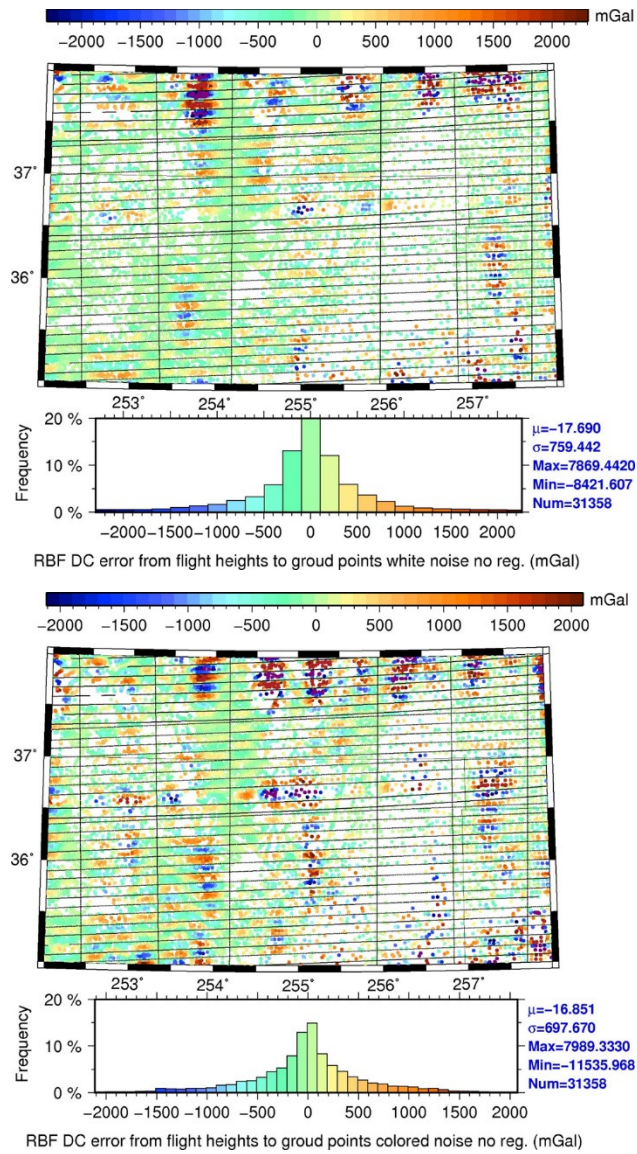 mGal
−2000 −1500 −1000 −500 0 500 1000 1500 2000
37˚
36˚
253˚ 254˚ 255˚ 256˚ 257˚
20 %
10 %
0 %
Frequency
−2000 −1500 −1000 −500 0 500 1000 1500 2000
μ=−17.690
σ=759.442
Max=7869.4420
Min=−8421.607
Num=31358
RBF DC error from flight heights to groud points white noise no reg. (mGal)
mGal
−2000 −1500 −1000 −500 0 500 1000 1500 2000
37˚
36˚
253˚ 254˚ 255˚ 256˚ 257˚
20 %
10 %
0 %
Frequency
−2000 −1500 −1000 −500 0 500 1000 1500 2000
μ=−16.851
σ=697.670
Max=7989.3330
Min=−11535.968
Num=31358
RBF DC error from flight heights to groud points colored noise no reg. (mGal)